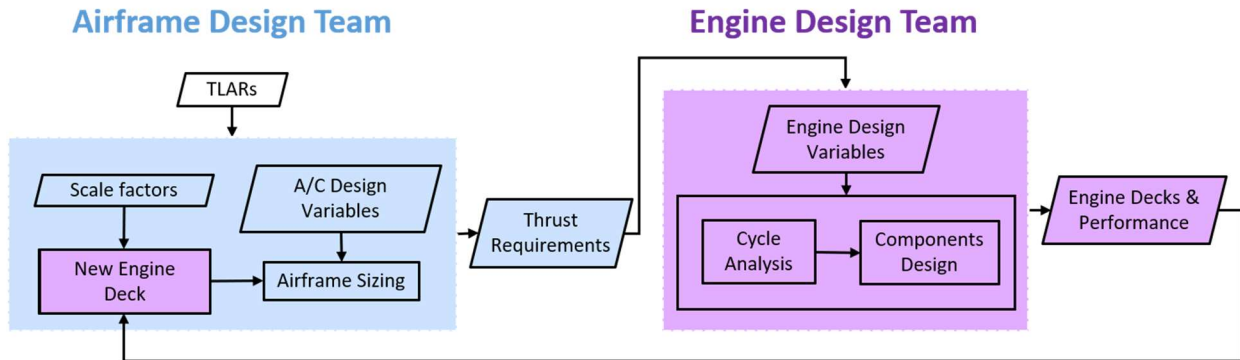 Airframe Design Team
Engine Design Team
TLARs
Scale factors
A/C Design
Variables
New Engine
Deck
Airframe Sizing
Thrust
Requirements
Engine Design
Variables
Cycle
Analysis
Components
Design
Engine Decks &
Performance